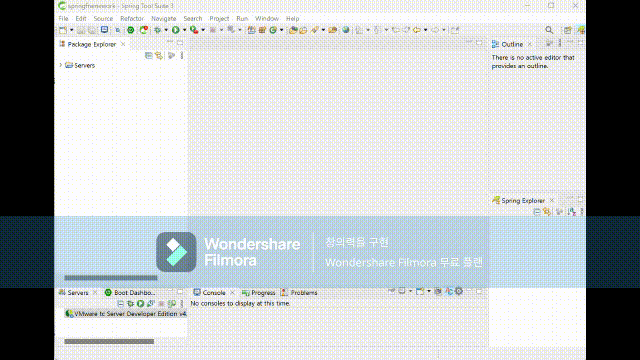 springframework - Spring Tool Suite 3
File Edit Source Refactor Navigate Search Project Run Window Help
Package Explorer
Servers
Outline
There is no active editor that
provides an outline.
Spring Explorer
Wondershare
Filmora
창의력을 구현
Wondershare Filmora 무료 플랜
Servers Boot Dashbo...
VMware tc Server Developer Edition v4.
Console Progress Problems
No consoles to display at this time.